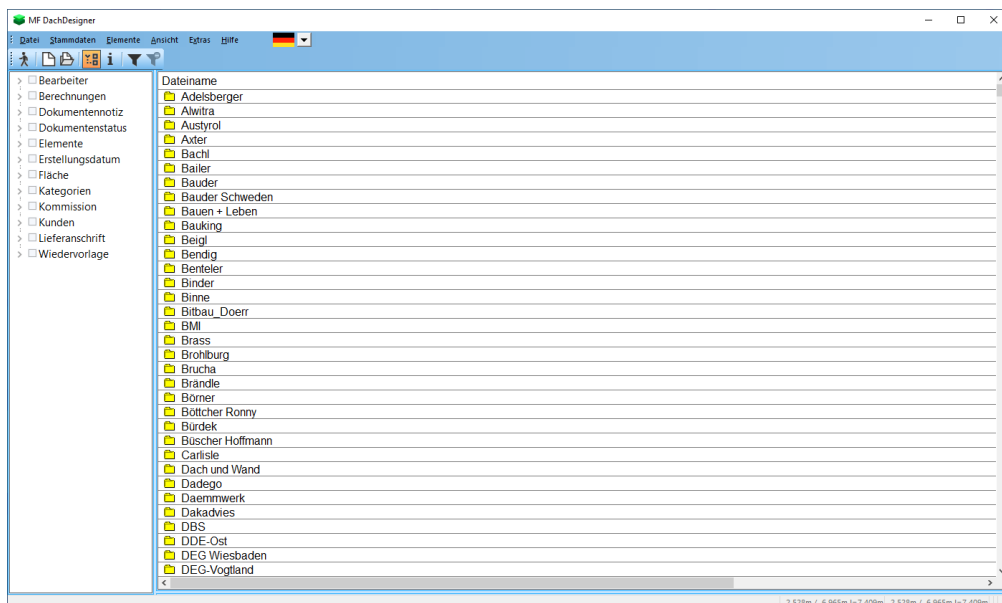 MF DachDesigner
Datei Stammdaten Elemente Ansicht Extras Hilfe
Bearbeiter
Berechnungen
Dokumentennotiz
Dokumentenstatus
Elemente
Erstellungsdatum
Fläche
Kategorien
Kommission
Kunden
Lieferanschrift
Wiedervorlage
Dateiname
Adelsberger
Alwitra
Austyrol
Axter
Bachl
Bailer
Bauder
Bauder Schweden
Bauen + Leben
Bauking
Beigl
Bendig
Benteler
Binder
Binne
Bitbau_Doerr
BMI
Brass
Brohlburg
Brucha
Brändle
Börner
Böttcher Ronny
Bürdek
Büscher Hoffmann
Carlisle
Dach und Wand
Dadego
Daemmwerk
Dakadvies
DBS
DDE-Ost
DEG Wiesbaden
DEG-Vogtland